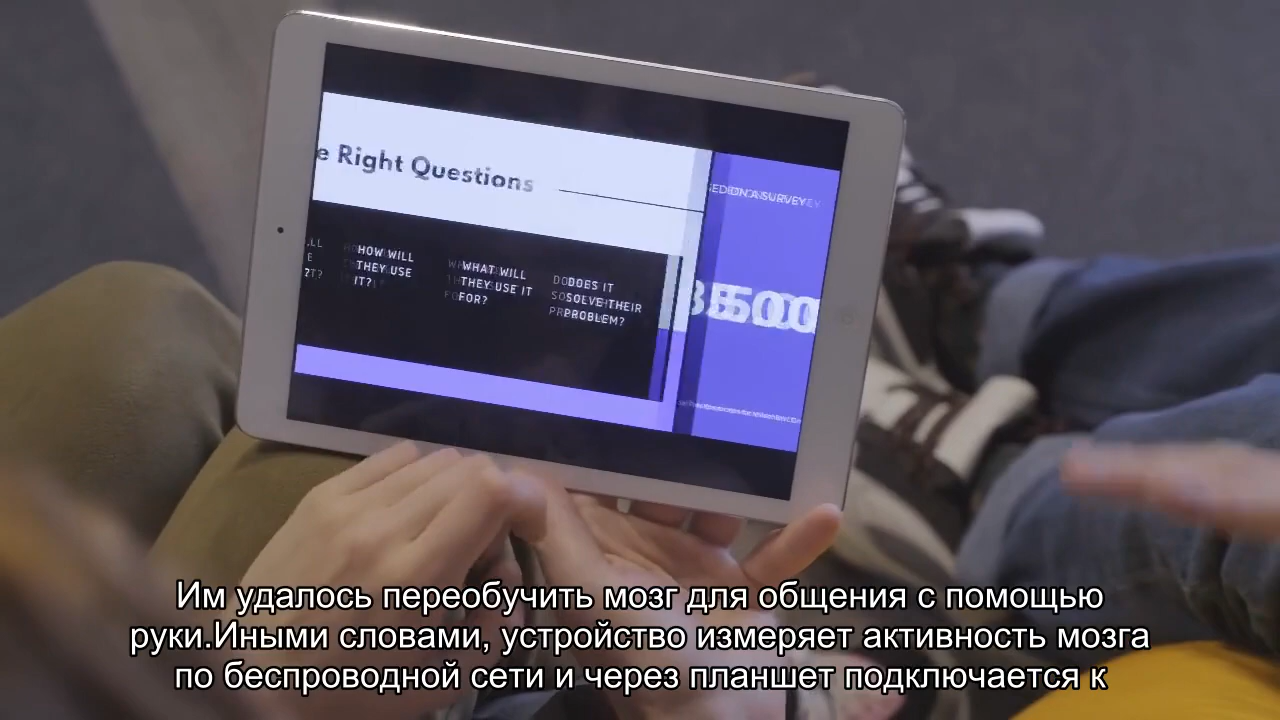 e Right Questions
HOW WILL
THEY USE
IT?
WHAT WILL
THEY USE IT
FOR?
DOES IT
SOLVE THEIR
PROBLEM?
?T?
ON A SURVEY
Им удалось переобучить мозг для общения с помощью
руки.Иными словами, устройство измеряет активность мозга
по беспроводной сети и через планшет подключается к